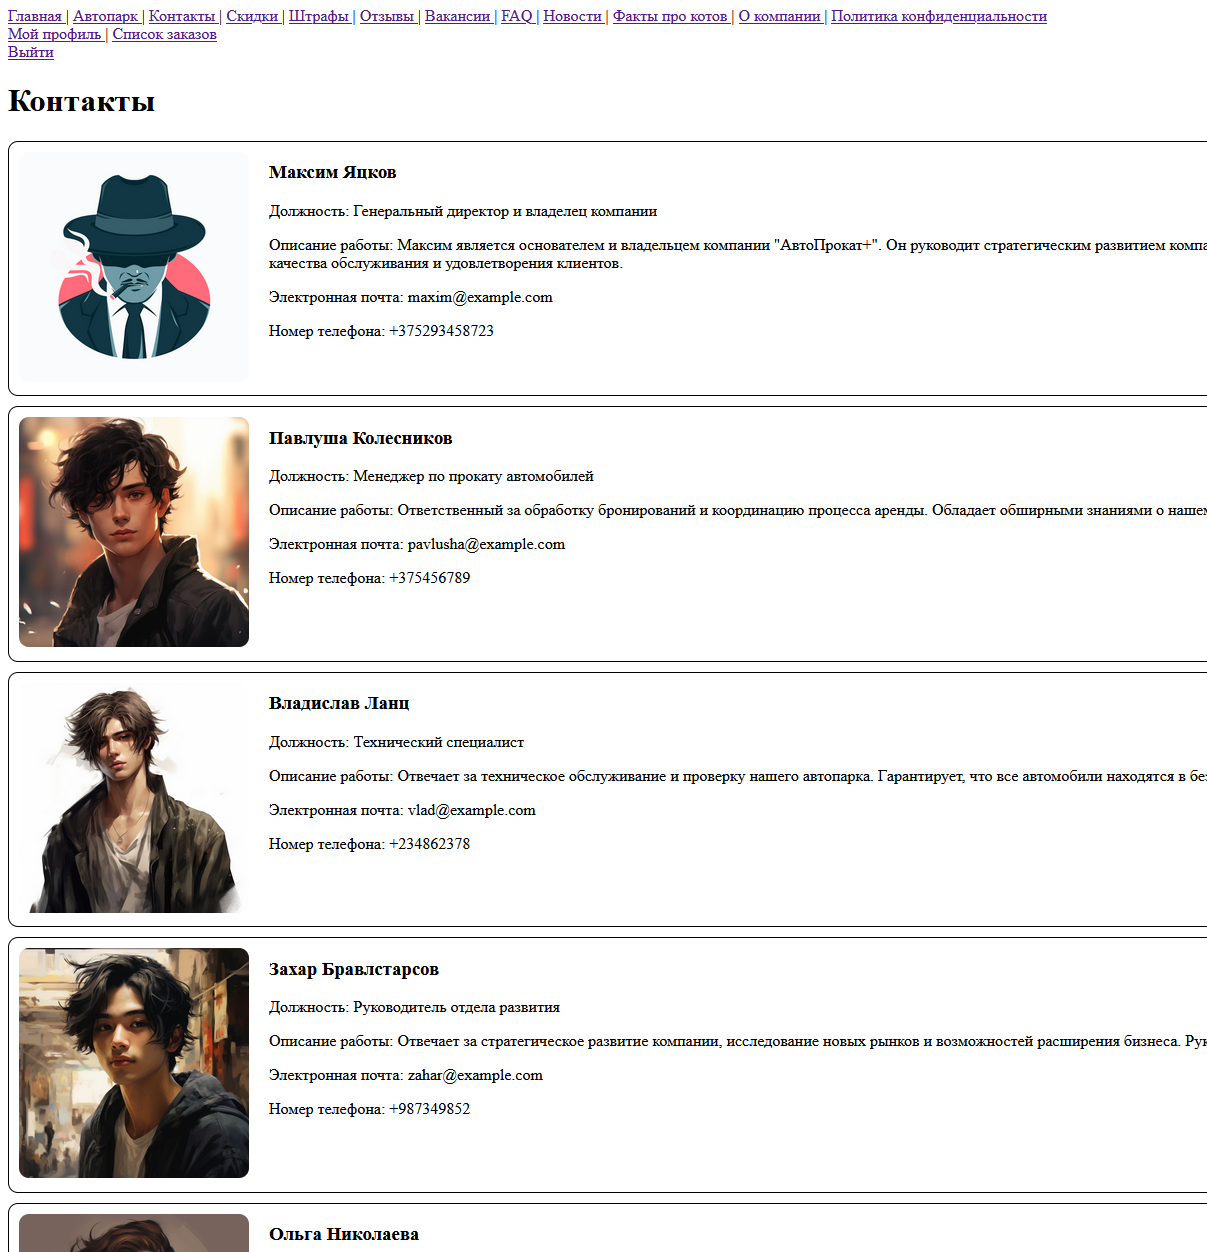 Главная | Автопарк | Контакты | Скидки | Штрафы | Отзывы | Вакансии | FAQ | Новости | Факты про котов | О компании | Политика конфиденциальности
Мой профиль | Список заказов
Выйти
Контакты
Максим Яцков
Должность: Генеральный директор и владелец компании
Описание работы: Максим является основателем и владельцем компании "АвтоПрокат+". Он руководит стратегическим развитием
качества обслуживания и удовлетворения клиентов.
Электронная почта: maxim@example.com
Номер телефона: +375293458723
Павлуша Колесников
Должность: Менеджер по прокату автомобилей
Описание работы: Ответственный за обработку бронирований и координацию процесса аренды. Обладает обширными знаниями о
Электронная почта: pavlusha@example.com
Номер телефона: +375456789
Владислав Ланц
Должность: Технический специалист
Описание работы: Отвечает за техническое обслуживание и проверку нашего автопарка. Гарантирует, что все автомобили находятся в
Электронная почта: vlad@example.com
Номер телефона: +234862378
Захар Бравлстарсов
Должность: Руководитель отдела развития
Описание работы: Отвечает за стратегическое развитие компании, исследование новых рынков и возможностей расширения бизнеса.
Электронная почта: zahar@example.com
Номер телефона: +987349852
Ольга Николаева